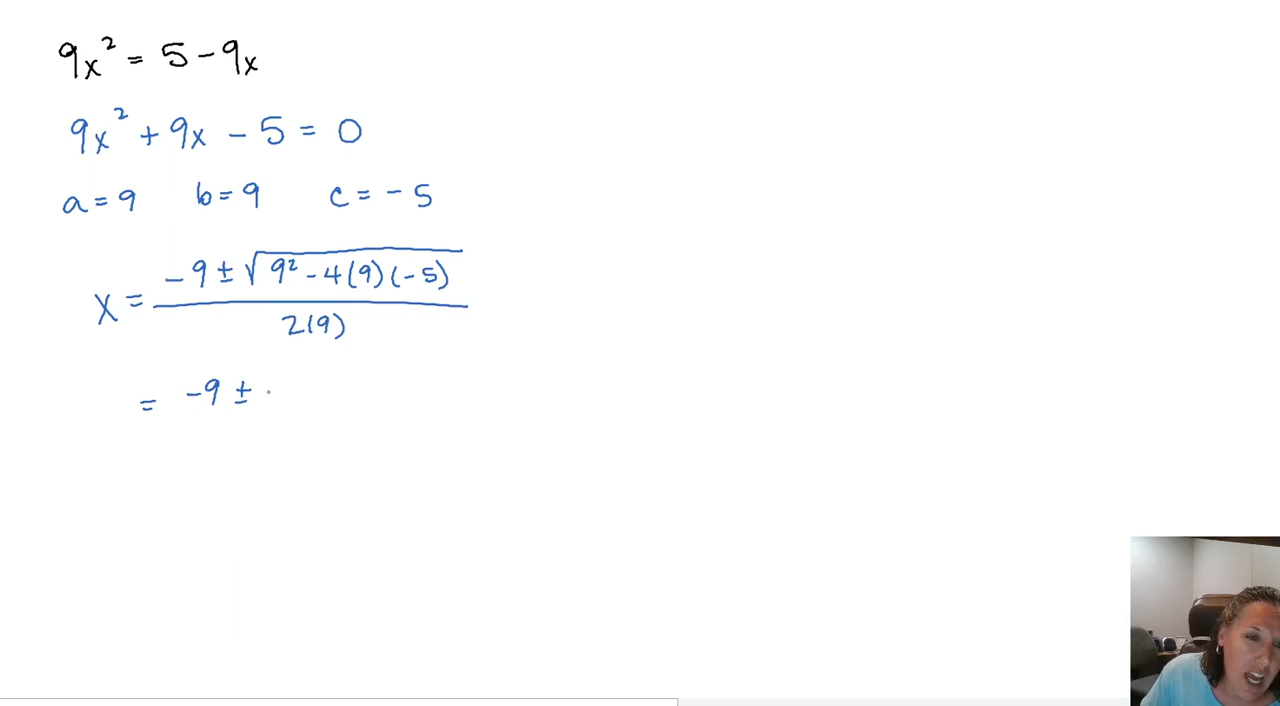 9x² = 5 - 9x
9x² + 9x - 5 = 0
a = 9 b = 9 c = -5
x = (-9 ± √(9² - 4(9)(-5))) / 2(9)
= -9 ±